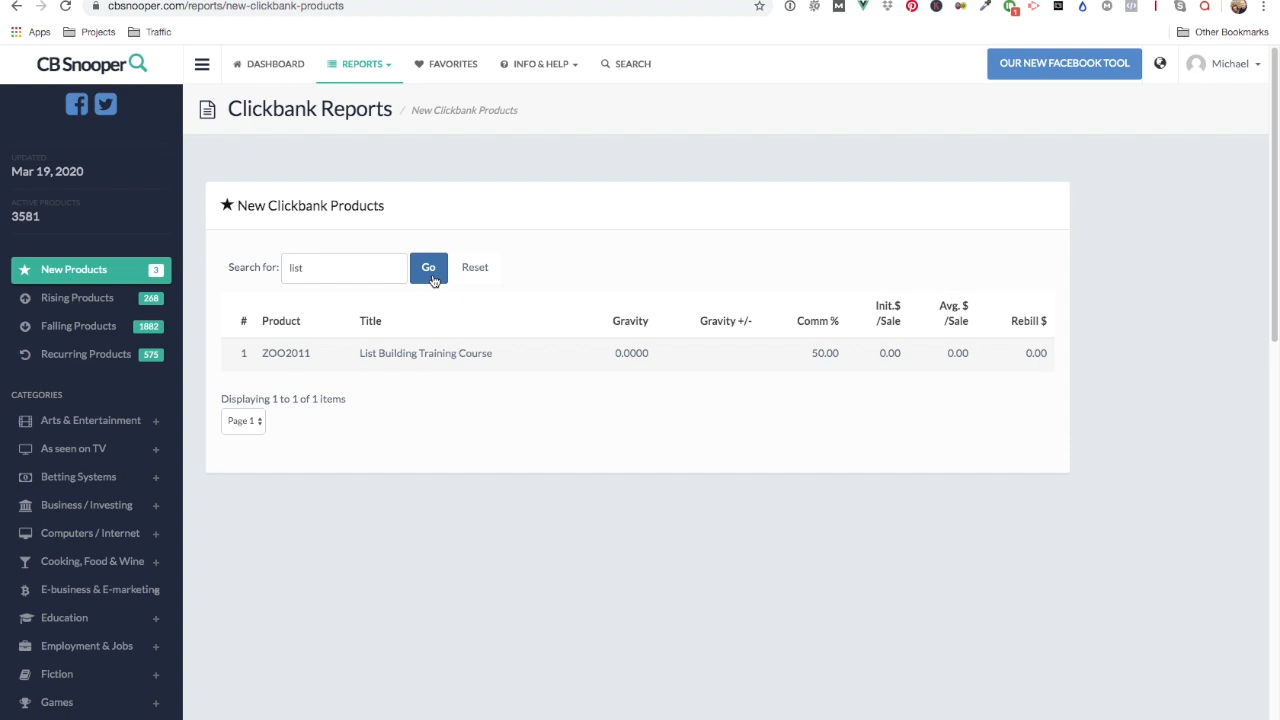 cbsnooper.com/reports/new-clickbank-products
Apps Projects Traffic Other Bookmarks
CB Snooper
DASHBOARD REPORTS FAVORITES INFO & HELP SEARCH OUR NEW FACEBOOK TOOL Michael
Clickbank Reports / New Clickbank Products
UPDATED
Mar 19, 2020
ACTIVE PRODUCTS
3581
New Products 3
Rising Products 268
Falling Products 1882
Recurring Products 575
CATEGORIES
Arts & Entertainment +
As seen on TV +
Betting Systems +
Business / Investing +
Computers / Internet +
Cooking, Food & Wine +
E-business & E-marketing
Education +
Employment & Jobs +
Fiction +
Games +
New Clickbank Products
Search for: list Go Reset
# Product Title Gravity Gravity +/- Comm % Init.$ /Sale Avg. $ /Sale Rebill $
1 ZOO2011 List Building Training Course 0.0000 50.00 0.00 0.00 0.00
Displaying 1 to 1 of 1 items
Page 1